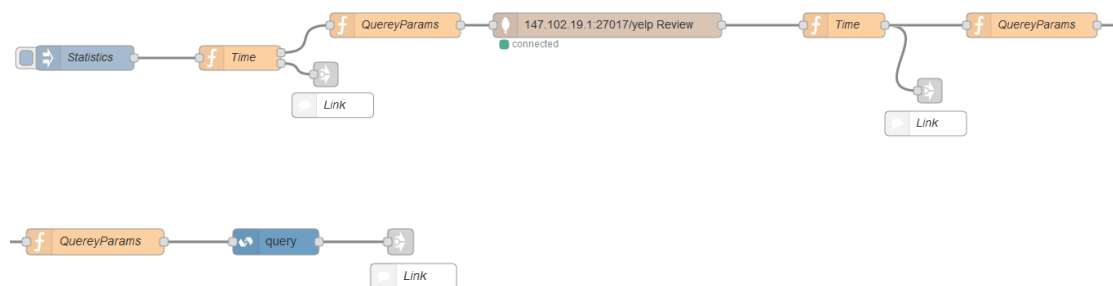 QuereyParams
147.102.19.1:27017/yelp Review
Time
QuereyParams
connected
Statistics
Time
Link
Link
QuereyParams
query
Link